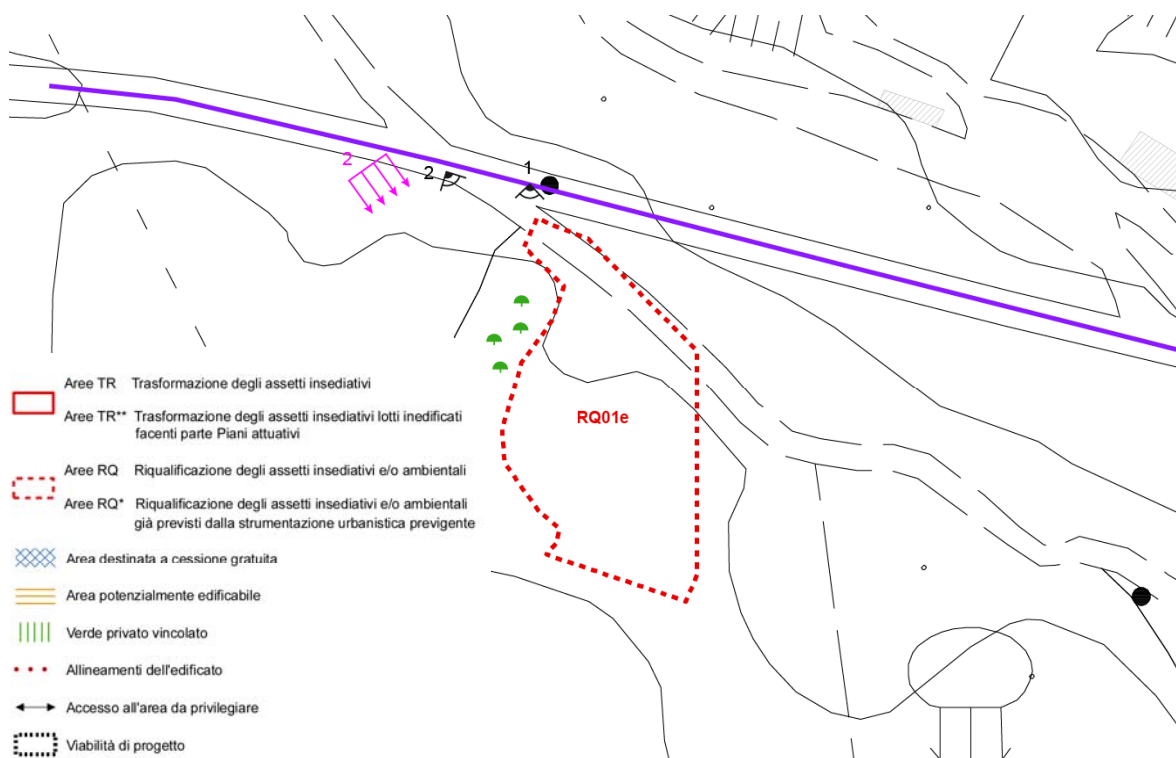 2
2
1
RQ01e
Aree TR Trasformazione degli assetti insediativi
Aree TR** Trasformazione degli assetti insediativi lotti inedificati
facenti parte Piani attuativi
Aree RQ Riqualificazione degli assetti insediativi e/o ambientali
Aree RQ* Riqualificazione degli assetti insediativi e/o ambientali
già previsti dalla strumentazione urbanistica previgente
Area destinata a cessione gratuita
Area potenzialmente edificabile
Verde privato vincolato
Allineamenti dell'edificato
Accesso all'area da privilegiare
Viabilità di progetto